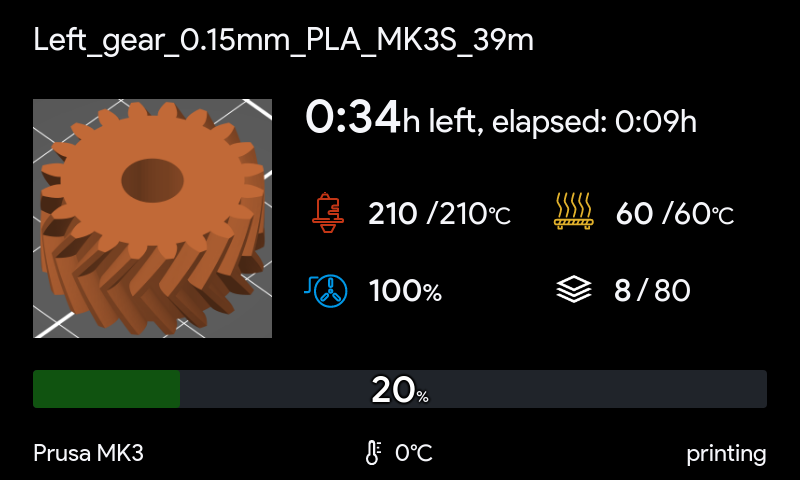 Left_gear_0.15mm_PLA_MK3S_39m
0:34h left, elapsed: 0:09h
210 /210°C 60 /60°C
100% 8 / 80
20%
Prusa MK3 0°C printing